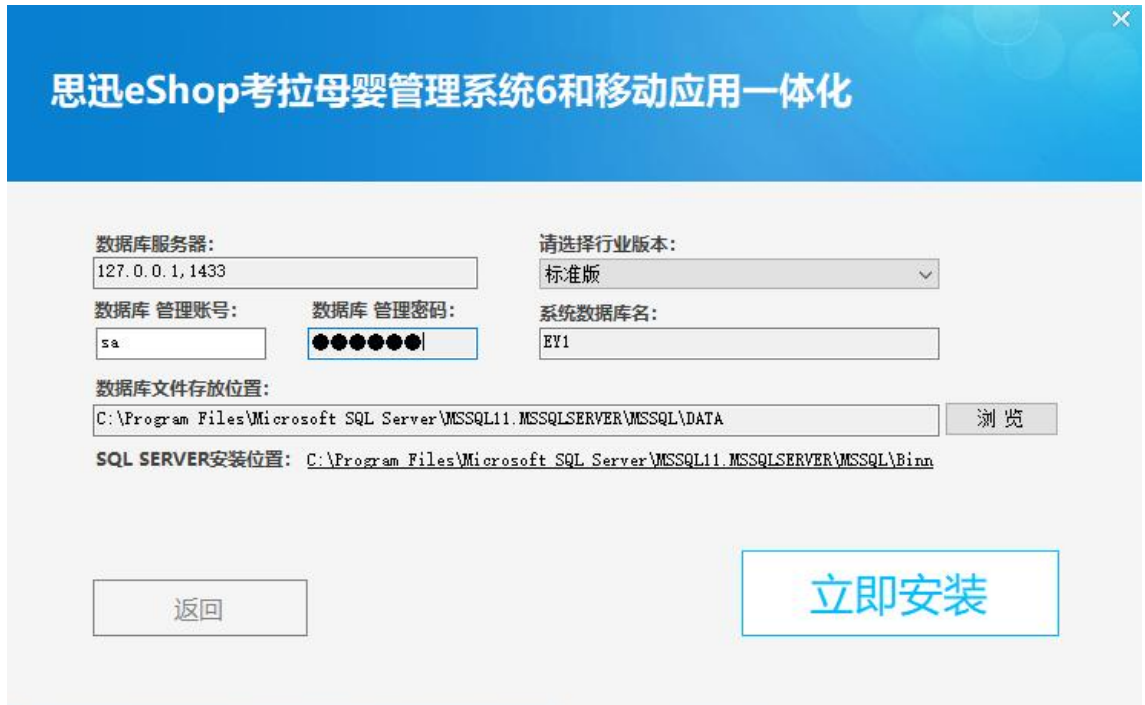 思迅eShop考拉母婴管理系统6和移动应用一体化
数据库服务器：
127.0.0.1,1433
请选择行业版本：
标准版
数据库 管理账号：
数据库 管理密码：
sa
●●●●●●
系统数据库名：
EY1
数据库文件存放位置：
C:\Program Files\Microsoft SQL Server\MSSQL11.MSSQLSERVER\MSSQL\DATA
浏 览
SQL SERVER安装位置： C:\Program Files\Microsoft SQL Server\MSSQL11.MSSQLSERVER\MSSQL\Binn
返回
立即安装